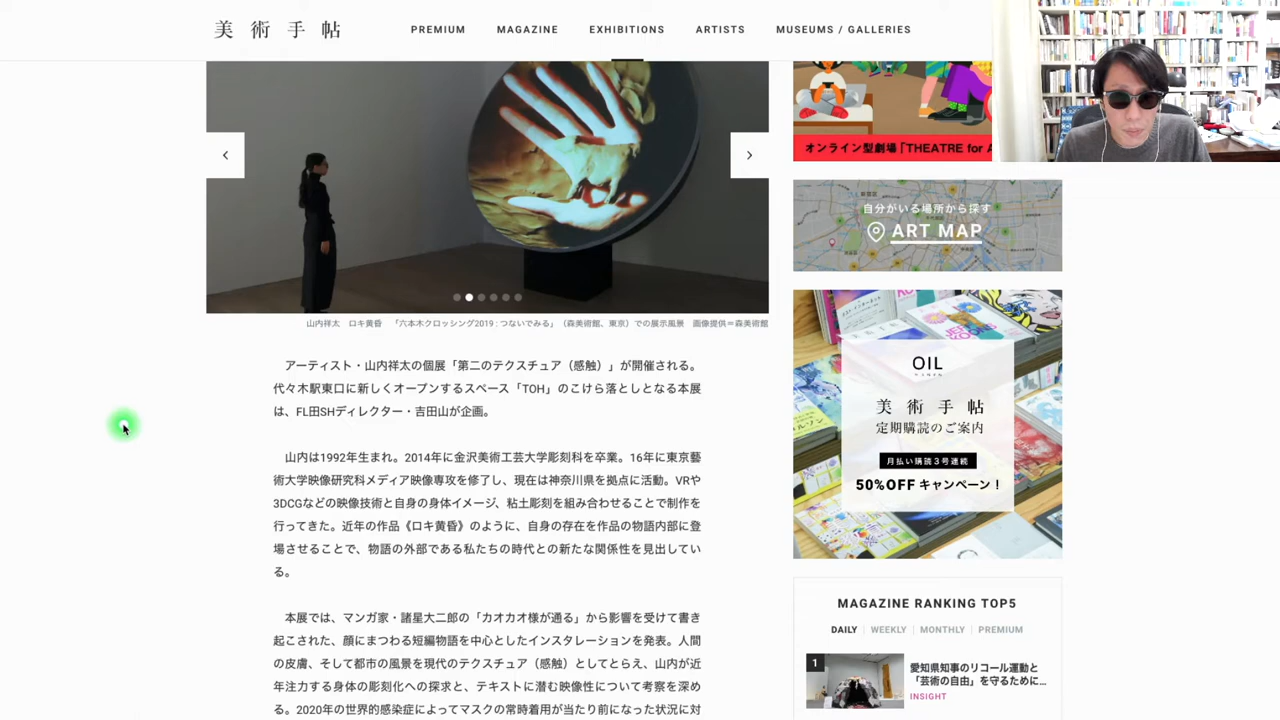 美術手帖
PREMIUM
MAGAZINE
EXHIBITIONS
ARTISTS
MUSEUMS / GALLERIES
山内祥太　ロキ黄昏　「六本木クロッシング2019 : つないでみる」（森美術館、東京）での展示風景　画像提供＝森美術館
アーティスト・山内祥太の個展「第二のテクスチュア（感触）」が開催される。
代々木駅東口に新しくオープンするスペース「TOH」のこけら落としとなる本展
は、FL田SHディレクター・吉田山が企画。
山内は1992年生まれ。2014年に金沢美術工芸大学彫刻科を卒業。16年に東京藝
術大学映像研究科メディア映像専攻を修了し、現在は神奈川県を拠点に活動。VRや
3DCGなどの映像技術と自身の身体イメージ、粘土彫刻を組み合わせることで制作を
行ってきた。近年の作品《ロキ黄昏》のように、自身の存在を作品の物語内部に登
場させることで、物語の外部である私たちの時代との新たな関係性を見出してい
る。
本展では、マンガ家・諸星大二郎の「カオカオ様が通る」から影響を受けて書き
起こされた、顔にまつわる短編物語を中心としたインスタレーションを発表。人間
の皮膚、そして都市の風景を現代のテクスチュア（感触）としてとらえ、山内が近
年注力する身体の彫刻化への探求と、テキストに潜む映像性について考察を深め
る。2020年の世界的感染症によってマスクの常時着用が当たり前になった状況に対
オンライン型劇場「THEATRE for A
自分がいる場所から探す
ART MAP
OIL
美術手帖
定期購読のご案内
月払い購読3号連続
50%OFF キャンペーン！
MAGAZINE RANKING TOP5
DAILY
WEEKLY
MONTHLY
PREMIUM
1
愛知県知事のリコール運動と
「芸術の自由」を守るために...
INSIGHT